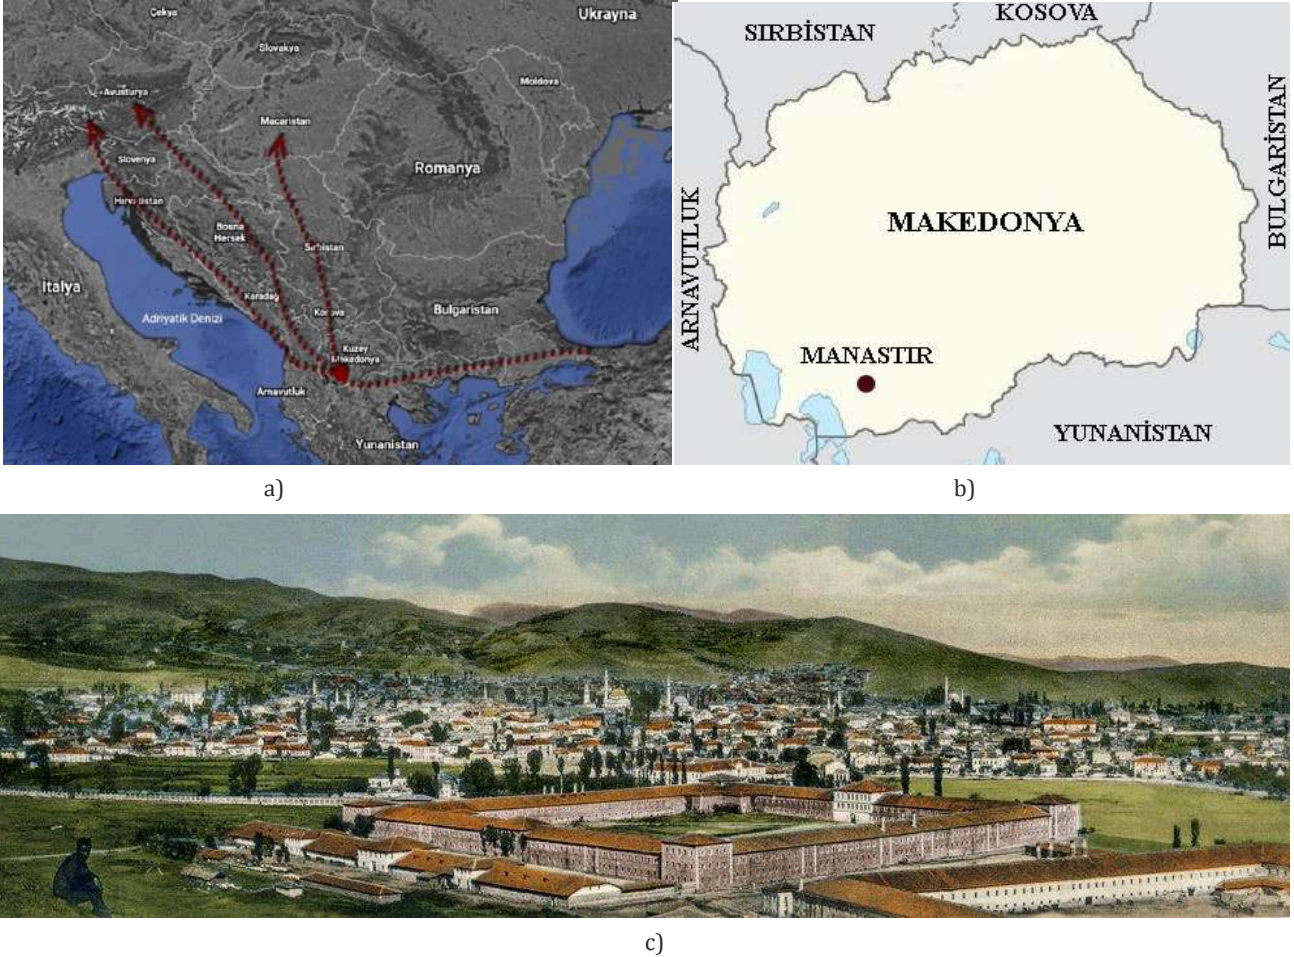 Çekya
Ukrayna
Slovakya
Moldova
Avusturya
Macaristan
Slovenya
Romanya
Hırvatistan
Bosna
Hersek
Sırbistan
İtalya
Karadağ
Adriyatik Denizi
Kosova
Bulgaristan
Kuzey
Makedonya
Arnavutluk
Yunanistan
a)
KOSOVA
SIRBİSTAN
BULGARİSTAN
ARNAVUTLUK
MAKEDONYA
MANASTIR
YUNANİSTAN
b)
c)